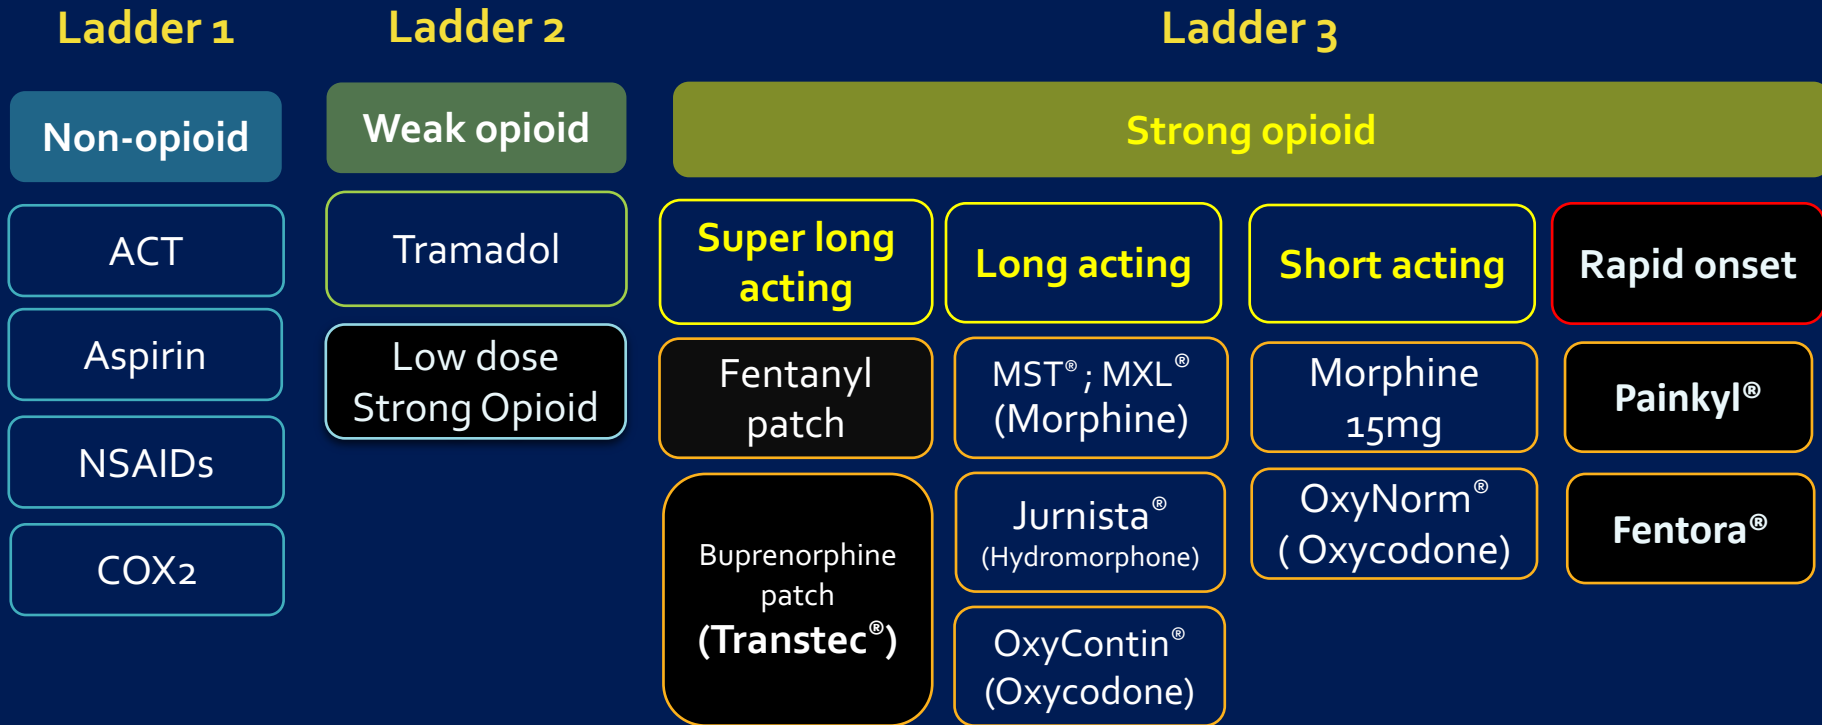 Ladder 1
Ladder 2
Ladder 3
Non-opioid
Weak opioid
Strong opioid
ACT
Aspirin
NSAIDs
COX2
Tramadol
Low dose
Strong Opioid
Super long
acting
Fentanyl
patch
Buprenorphine
patch
(Transtec®)
Long acting
MST® ; MXL®
(Morphine)
Jurnista®
(Hydromorphone)
OxyContin®
(Oxycodone)
Short acting
Morphine
15mg
OxyNorm®
( Oxycodone)
Rapid onset
Painkyl®
Fentora®